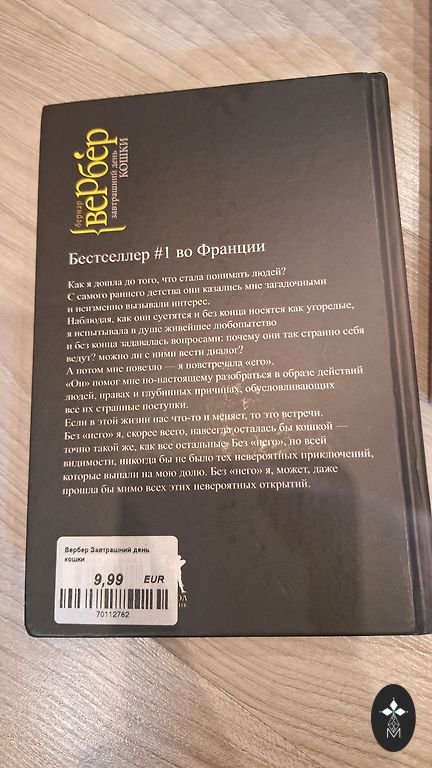 бернар
{вербер
завтрашний день
кошки
Бестселлер #1 во Франции
Как я дошла до того, что стала понимать людей?
С самого раннего детства они казались мне загадочными
и неизменно вызывали интерес.
Наблюдая, как они суетятся и без конца носятся как угорелые,
я испытывала в душе живейшее любопытство
и без конца задавалась вопросами: почему они так странно себя
ведут? можно ли с ними вести диалог?
А потом мне повезло — я повстречала «его».
«Он» помог мне по-настоящему разобраться в образе действий
людей, нравах и глубинных причинах, обусловливающих
все их странные поступки.
Если в этой жизни нас что-то и меняет, то это встречи.
Без «него» я, скорее всего, навсегда осталась бы кошкой —
точно такой же, как все остальные. Без «него», по всей
видимости, никогда бы не было тех невероятных приключений,
которые выпали на мою долю. Без «него» я, может, даже
прошла бы мимо всех этих невероятных открытий.
Вербер Завтрашний день
кошки
9,99 EUR
70112762
М